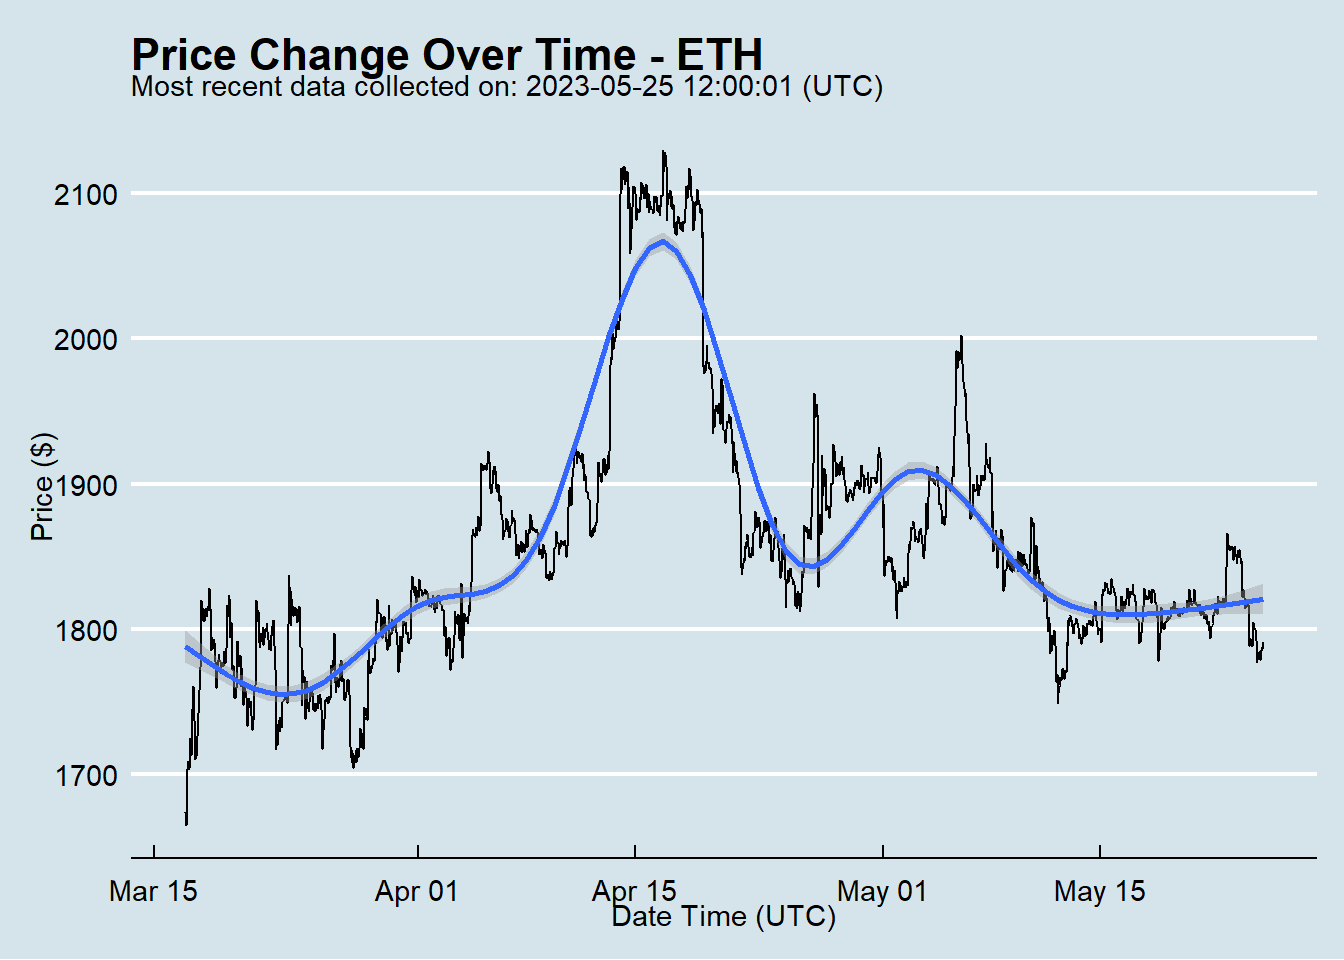 Price Change Over Time - ETH
Most recent data collected on: 2023-05-25 12:00:01 (UTC)
Price ($)
2100
2000
1900
1800
1700
Mar 15
Apr 01
Apr 15
May 01
May 15
Date Time (UTC)